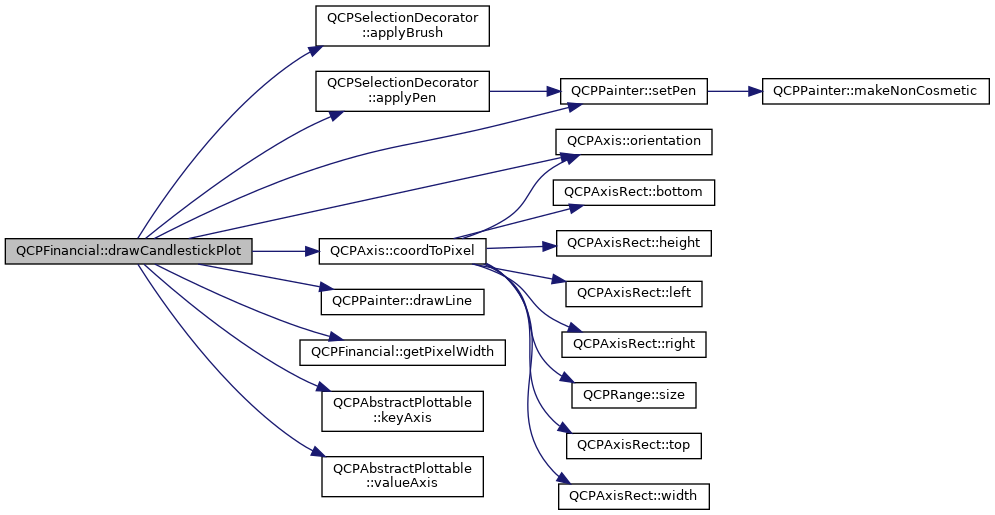 QCPSelectionDecorator
::applyBrush
QCPSelectionDecorator
::applyPen
QCPPainter::setPen
QCPPainter::makeNonCosmetic
QCPAxis::orientation
QCPAxisRect::bottom
QCPFinancial::drawCandlestickPlot
QCPAxis::coordToPixel
QCPAxisRect::height
QCPPainter::drawLine
QCPAxisRect::left
QCPFinancial::getPixelWidth
QCPAxisRect::right
QCPAbstractPlottable
::keyAxis
QCPRange::size
QCPAxisRect::top
QCPAbstractPlottable
::valueAxis
QCPAxisRect::width